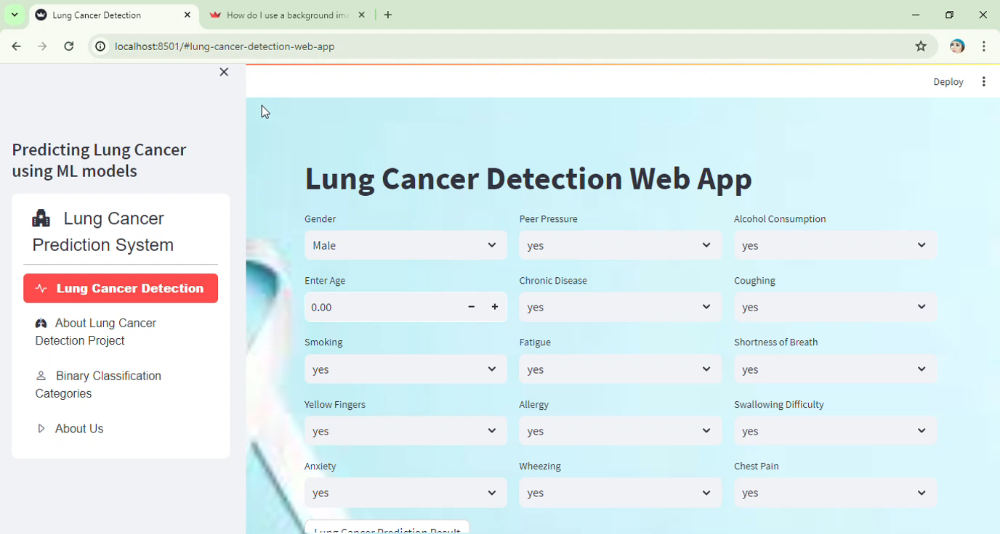 Lung Cancer Detection
How do I use a background ima
localhost:8501/#lung-cancer-detection-web-app
Deploy
Predicting Lung Cancer
using ML models
Lung Cancer
Prediction System
Lung Cancer Detection
About Lung Cancer
Detection Project
Binary Classification
Categories
About Us
Lung Cancer Detection Web App
Gender
Peer Pressure
Alcohol Consumption
Male
yes
yes
Enter Age
Chronic Disease
Coughing
0.00
yes
yes
Smoking
Fatigue
Shortness of Breath
yes
yes
yes
Yellow Fingers
Allergy
Swallowing Difficulty
yes
yes
yes
Anxiety
Wheezing
Chest Pain
yes
yes
yes
Lung Cancer Prediction Result